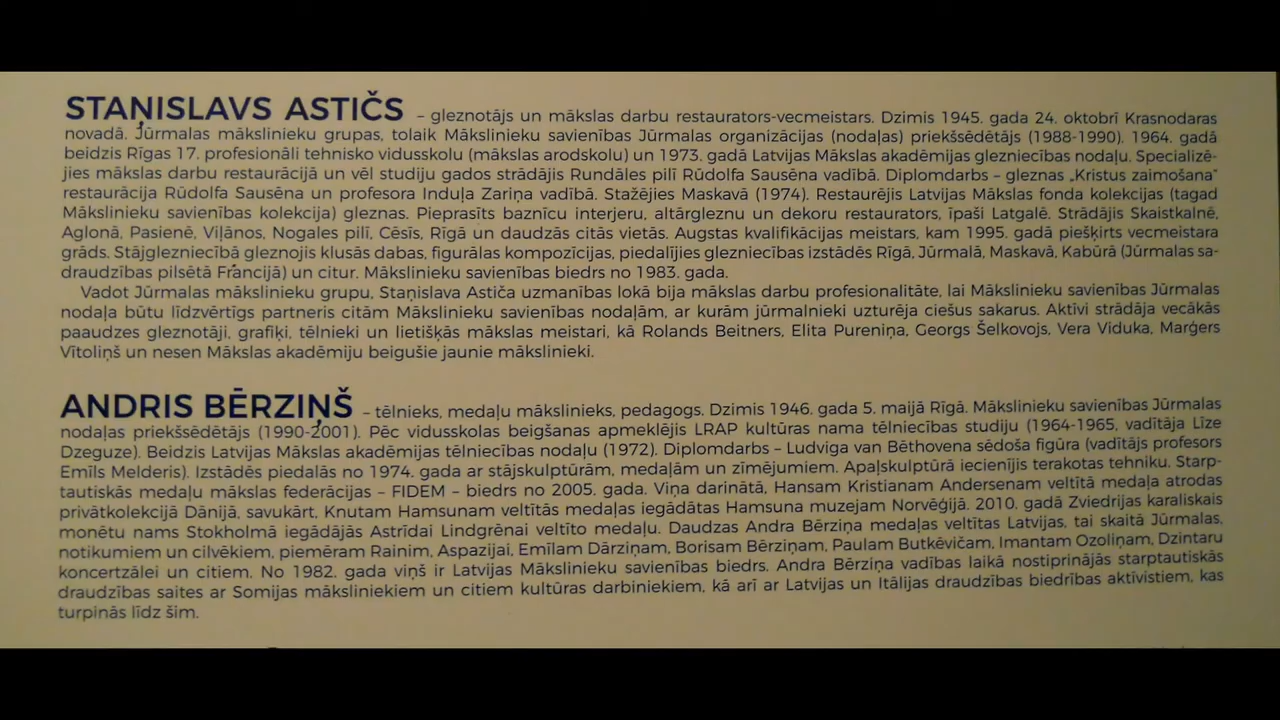 STAŅISLAVS ASTIČS – gleznotājs un mākslas darbu restaurators-vecmeistars. Dzimis 1945. gada 24. oktobrī Krasnodaras
novadā. Jūrmalas mākslinieku grupas, tolaik Mākslinieku savienības Jūrmalas organizācijas (nodaļas) priekšsēdētājs (1988-1990). 1964. gadā
beidzis Rīgas 17. profesionāli tehnisko vidusskolu (mākslas arodskolu) un 1973. gadā Latvijas Mākslas akadēmijas glezniecības nodaļu. Specializē-
jies mākslas darbu restaurācijā un vēl studiju gados strādājis Rundāles pilī Rūdolfa Sausēna vadībā. Diplomdarbs – gleznas „Kristus zaimošana"
restaurācija Rūdolfa Sausēna un profesora Induļa Zariņa vadībā. Stažējies Maskavā (1974). Restaurējis Latvijas Mākslas fonda kolekcijas (tagad
Mākslinieku savienības kolekcija) gleznas. Pieprasīts baznīcu interjeru, altārgleznu un dekoru restaurators, īpaši Latgalē. Strādājis Skaistkalnē,
Aglonā, Pasienē, Viļānos, Nogales pilī, Cēsīs, Rīgā un daudzās citās vietās. Augstas kvalifikācijas meistars, kam 1995. gadā piešķirts vecmeistara
grāds. Stājglezniecībā gleznojis klusās dabas, figurālas kompozīcijas, piedalījies glezniecības izstādēs Rīgā, Jūrmalā, Maskavā, Kabūrā (Jūrmalas sa-
draudzības pilsētā Francijā) un citur. Mākslinieku savienības biedrs no 1983. gada.
Vadot Jūrmalas mākslinieku grupu, Staņislava Astiča uzmanības lokā bija mākslas darbu profesionalitāte, lai Mākslinieku savienības Jūrmalas
nodaļa būtu līdzvērtīgs partneris citām Mākslinieku savienības nodaļām, ar kurām jūrmalnieki uzturēja ciešus sakarus. Aktīvi strādāja vecākās
paaudzes gleznotāji, grafiķi, tēlnieki un lietišķās mākslas meistari, kā Rolands Beitners, Elita Pureniņa, Georgs Šelkovojs, Vera Viduka, Marģers
Vītoliņš un nesen Mākslas akadēmiju beigušie jaunie mākslinieki.
ANDRIS BĒRZIŅŠ – tēlnieks, medaļu mākslinieks, pedagogs. Dzimis 1946. gada 5. maijā Rīgā. Mākslinieku savienības Jūrmalas
nodaļas priekšsēdētājs (1990-2001). Pēc vidusskolas beigšanas apmeklējis LRAP kultūras nama tēlniecības studiju (1964-1965, vadītāja Līze
Dzeguze). Beidzis Latvijas Mākslas akadēmijas tēlniecības nodaļu (1972). Diplomdarbs – Ludviga van Bēthovena sēdoša figūra (vadītājs profesors
Emīls Melderis). Izstādēs piedalās no 1974. gada ar stājskulptūrām, medaļām un zīmējumiem. Apaļskulptūrā iecienījis terakotas tehniku. Starp-
tautiskās medaļu mākslas federācijas – FIDEM – biedrs no 2005. gada. Viņa darinātā, Hansam Kristianam Andersenam veltītā medaļa atrodas
privātkolekcijā Dānijā, savukārt, Knutam Hamsunam veltītās medaļas iegādātas Hamsuna muzejam Norvēģijā. 2010. gadā Zviedrijas karaliskais
monētu nams Stokholmā iegādājās Astrīdai Lindgrēnai veltīto medaļu. Daudzas Andra Bērziņa medaļas veltītas Latvijas, tai skaitā Jūrmalas,
notikumiem un cilvēkiem, piemēram Rainim, Aspazijai, Emīlam Dārziņam, Borisam Bērziņam, Paulam Butkēvičam, Imantam Ozoliņam, Dzintaru
koncertzālei un citiem. No 1982. gada viņš ir Latvijas Mākslinieku savienības biedrs. Andra Bērziņa vadības laikā nostiprinājās starptautiskās
draudzības saites ar Somijas māksliniekiem un citiem kultūras darbiniekiem, kā arī ar Latvijas un Itālijas draudzības biedrības aktīvistiem, kas
turpinās līdz šim.